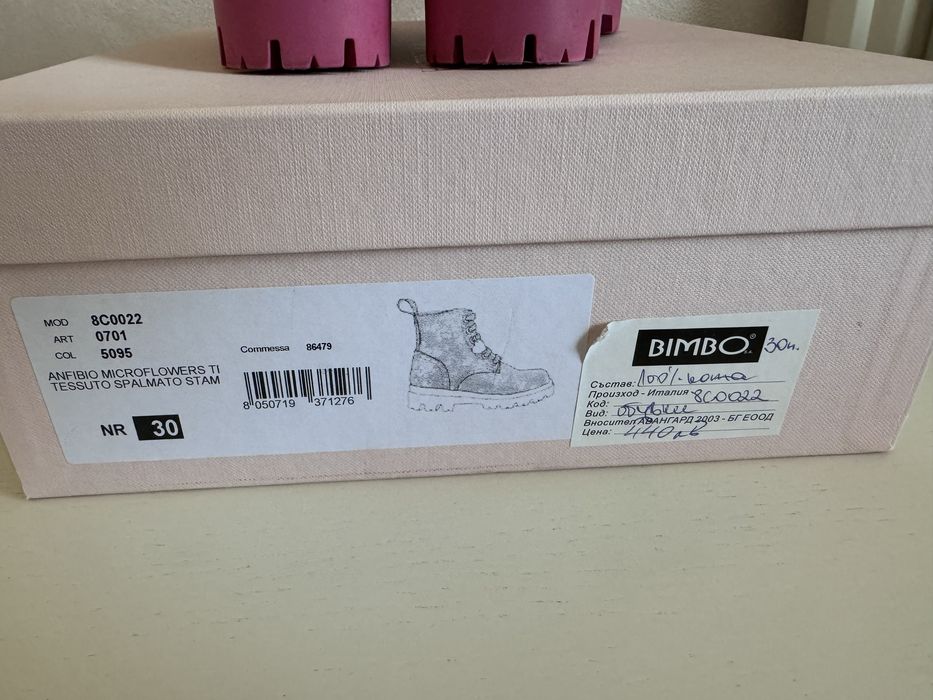 MOD 8C0022
ART 0701
COL 5095
ANFIBIO MICROFLOWERS TI
TESSUTO SPALMATO STAM
NR 30
Commessa 86479
8 050719 371276
BIMBO 30н.
Състав: 100% кожа
Произход - Италия
Код: 8C0022
Вид: обувки
Вносител АВАНГАРД 2003 - БГ ЕООД
Цена: 440лв